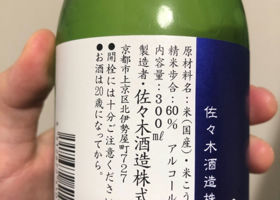 原材料名：米（国産）・米こう
精米歩合：60％ アルコール
内容量：300ml
製造者・佐々木酒造株式
京都市上京区北伊勢屋町727
●開栓には十分ご注意ください
●お酒は20歳になってから。
佐々木酒造株